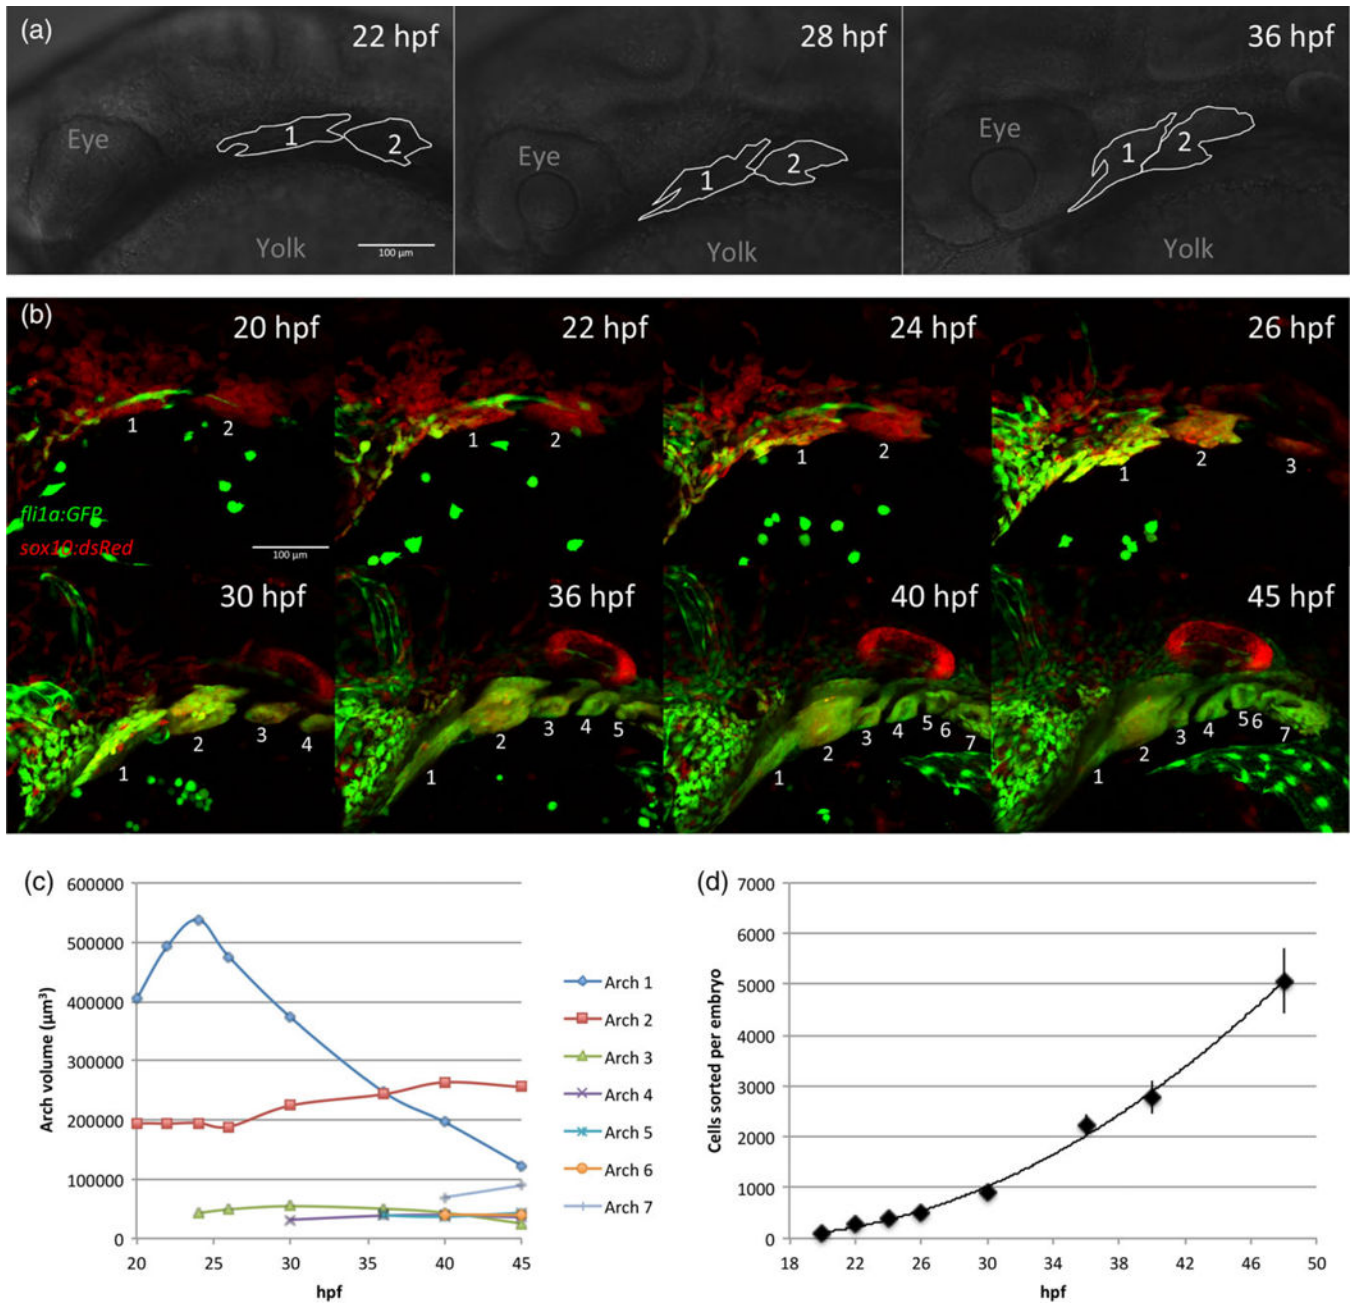 (a)
22 hpf
28 hpf
36 hpf
Eye
1
2
Yolk
100 µm
Eye
1
2
Yolk
Eye
1
2
Yolk
(b)
20 hpf
22 hpf
24 hpf
26 hpf
1
2
fli1a:GFP
sox10:dsRed
100 µm
1
2
1
2
1
2
3
30 hpf
36 hpf
40 hpf
45 hpf
1
2
3
4
1
2
3
4
5
1
2
3
4
5
6
7
1
2
3
4
5 6
7
(c)
600000
500000
400000
300000
200000
100000
0
Arch volume (µm³)
20 25 30 35 40 45
hpf
Arch 1
Arch 2
Arch 3
Arch 4
Arch 5
Arch 6
Arch 7
(d)
7000
6000
5000
4000
3000
2000
1000
0
Cells sorted per embryo
18 22 26 30 34 38 42 46 50
hpf